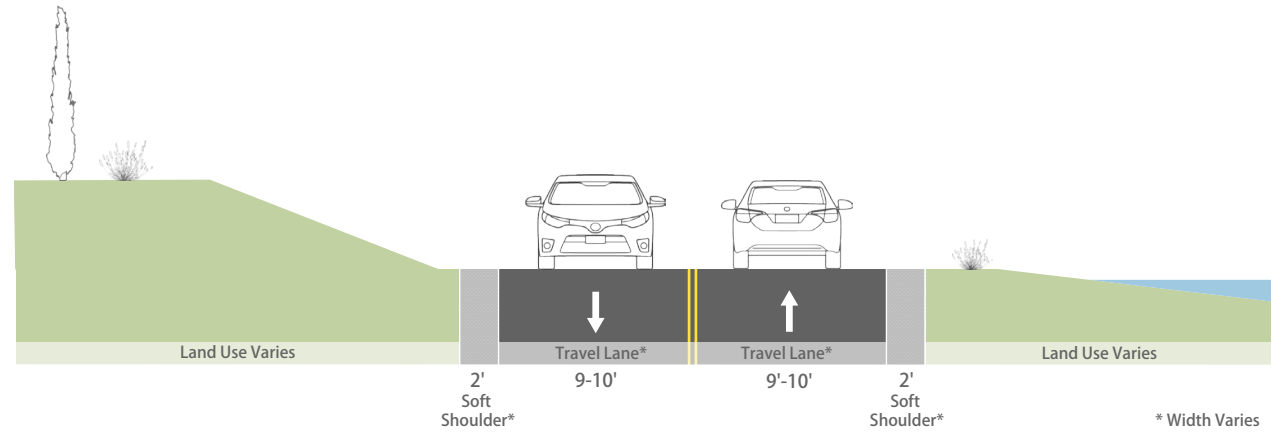 Land Use Varies
Travel Lane*
Travel Lane*
Land Use Varies
2'
Soft
Shoulder*
9-10'
9'-10'
2'
Soft
Shoulder*
* Width Varies